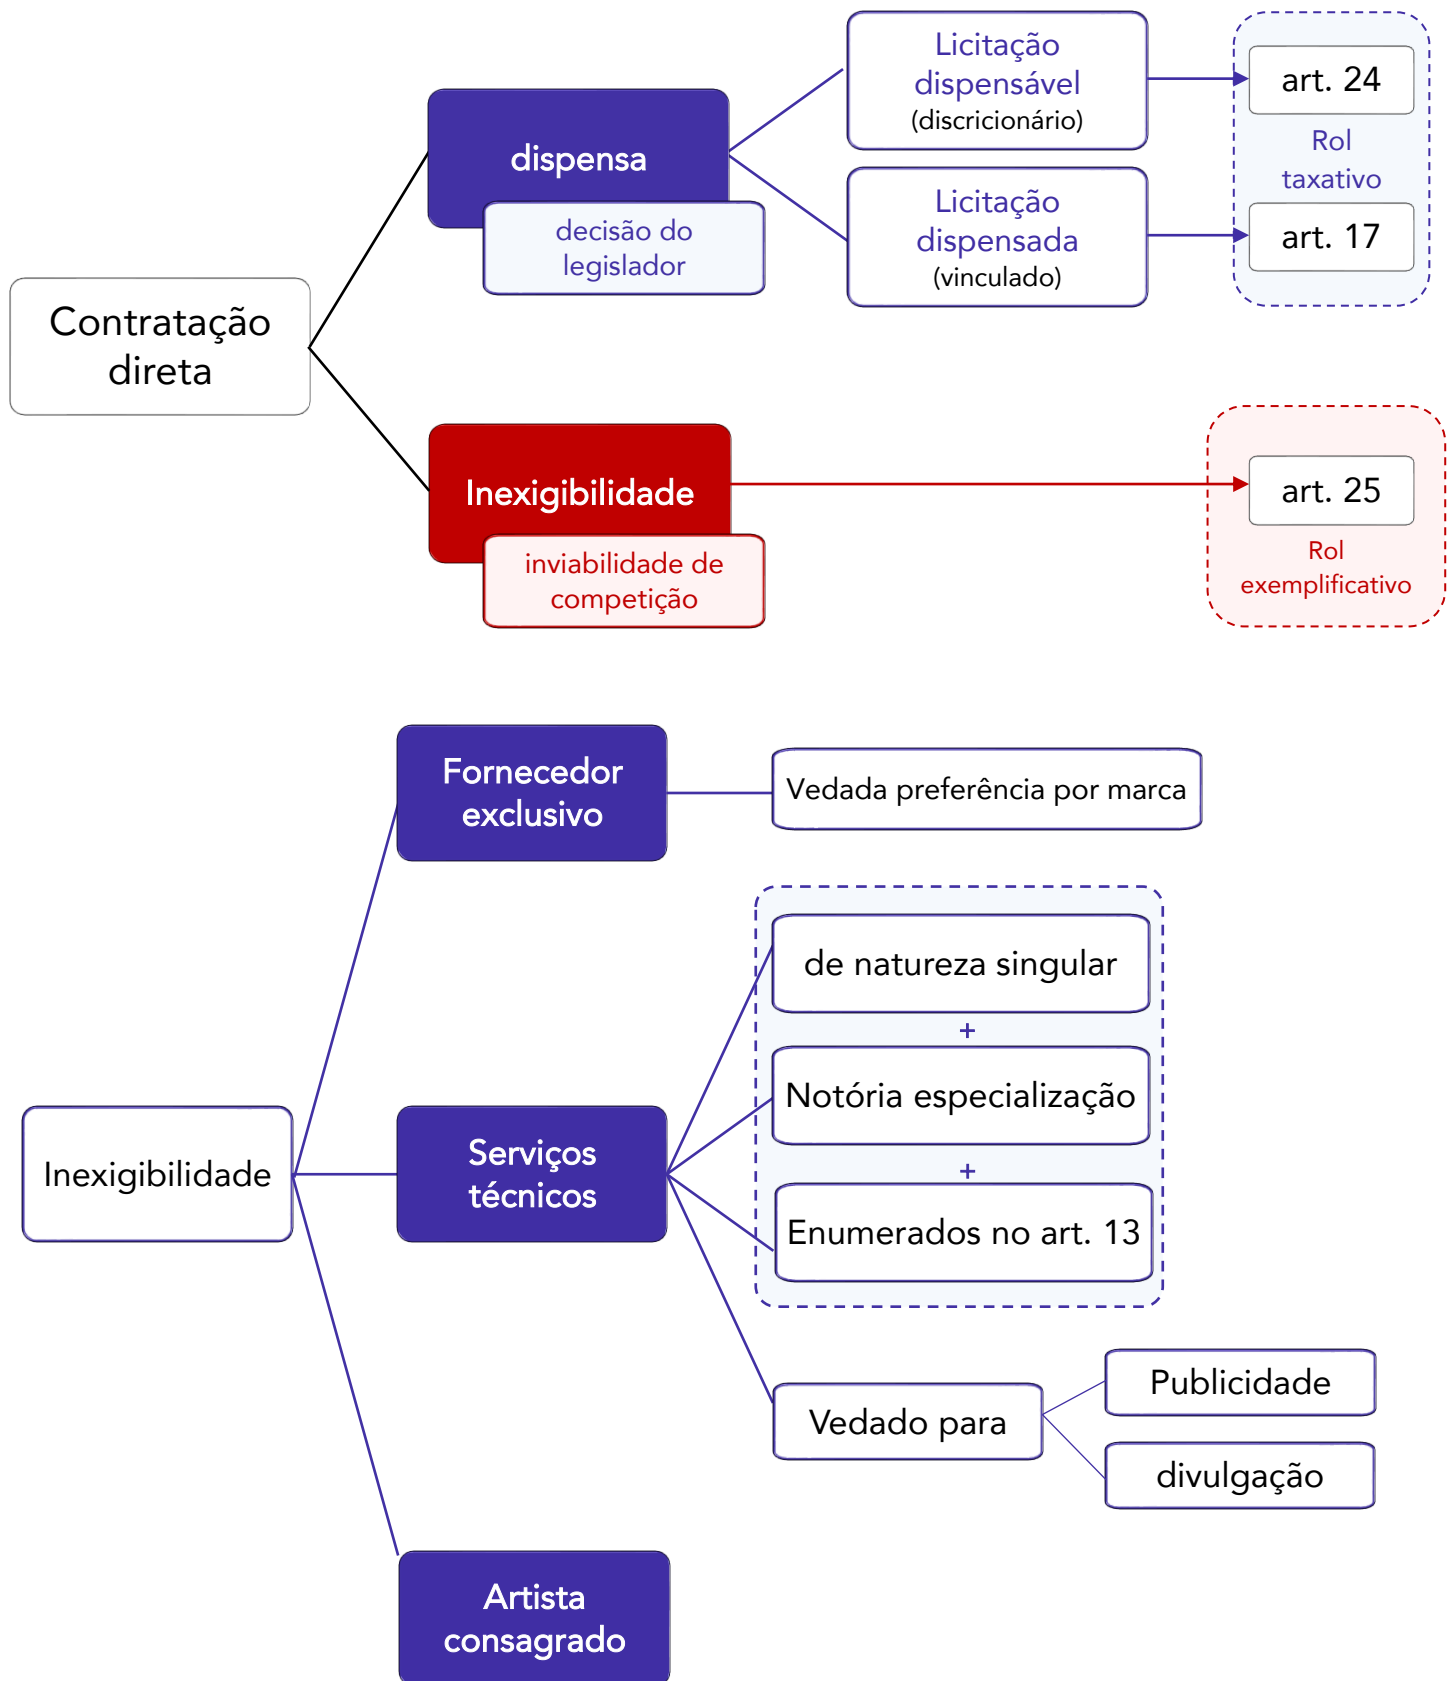 Contratação
direta
dispensa
decisão do
legislador
Licitação
dispensável
(discricionário)
Licitação
dispensada
(vinculado)
art. 24
Rol
taxativo
art. 17
Inexigibilidade
inviabilidade de
competição
art. 25
Rol
exemplificativo
Inexigibilidade
Fornecedor
exclusivo
Vedada preferência por marca
Serviços
técnicos
de natureza singular
+
Notória especialização
+
Enumerados no art. 13
Vedado para
Publicidade
divulgação
Artista
consagrado